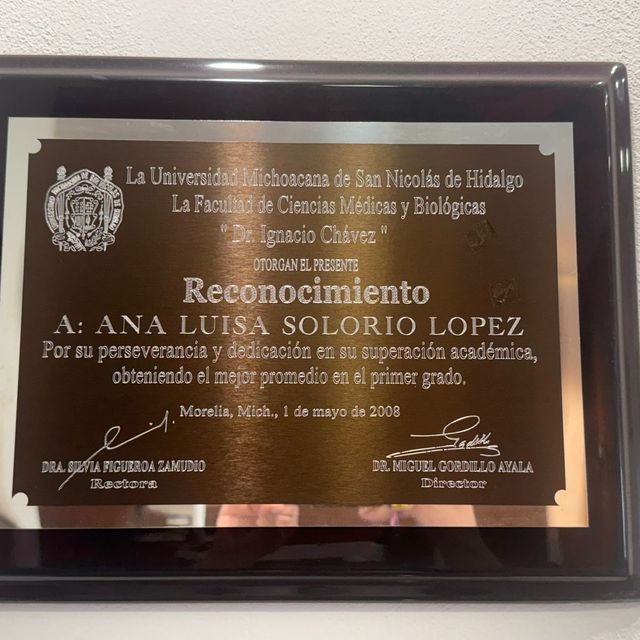 La Universidad Michoacana de San Nicolás de Hidalgo
La Facultad de Ciencias Médicas y Biológicas
" Dr. Ignacio Chávez "
OTORGAN EL PRESENTE
Reconocimiento
A: ANA LUISA SOLORIO LOPEZ
Por su perseverancia y dedicación en su superación académica,
obteniendo el mejor promedio en el primer grado.
Morelia, Mich., 1 de mayo de 2008
DRA. SILVIA FIGUEROA ZAMUDIO
Rectora
DR. MIGUEL GORDILLO AYALA
Director